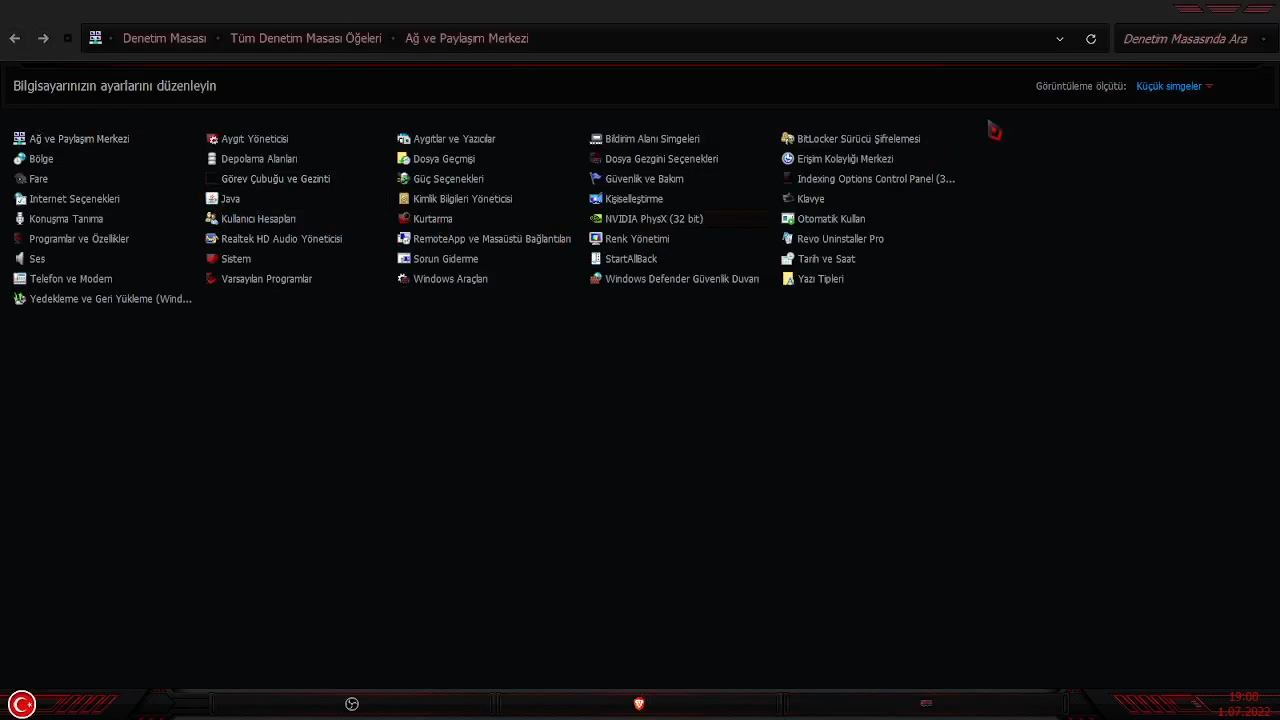 Denetim Masası Tüm Denetim Masası Öğeleri Ağ ve Paylaşım Merkezi Denetim Masasında Ara
Bilgisayarınızın ayarlarını düzenleyin Görüntüleme ölçütü: Küçük simgeler
Ağ ve Paylaşım Merkezi Aygıt Yöneticisi Aygıtlar ve Yazıcılar Bildirim Alanı Simgeleri BitLocker Sürücü Şifrelemesi
Bölge Depolama Alanları Dosya Geçmişi Dosya Gezgini Seçenekleri Erişim Kolaylığı Merkezi
Fare Görev Çubuğu ve Gezinti Güç Seçenekleri Güvenlik ve Bakım Indexing Options Control Panel (3...
Internet Seçenekleri Java Kimlik Bilgileri Yöneticisi Kişiselleştirme Klavye
Konuşma Tanıma Kullanıcı Hesapları Kurtarma NVIDIA PhysX (32 bit) Otomatik Kullan
Programlar ve Özellikler Realtek HD Audio Yöneticisi RemoteApp ve Masaüstü Bağlantıları Renk Yönetimi Revo Uninstaller Pro
Ses Sistem Sorun Giderme StartAllBack Tarih ve Saat
Telefon ve Modem Varsayılan Programlar Windows Araçları Windows Defender Güvenlik Duvarı Yazı Tipleri
Yedekleme ve Geri Yükleme (Wind...
19:00
1.07.2022